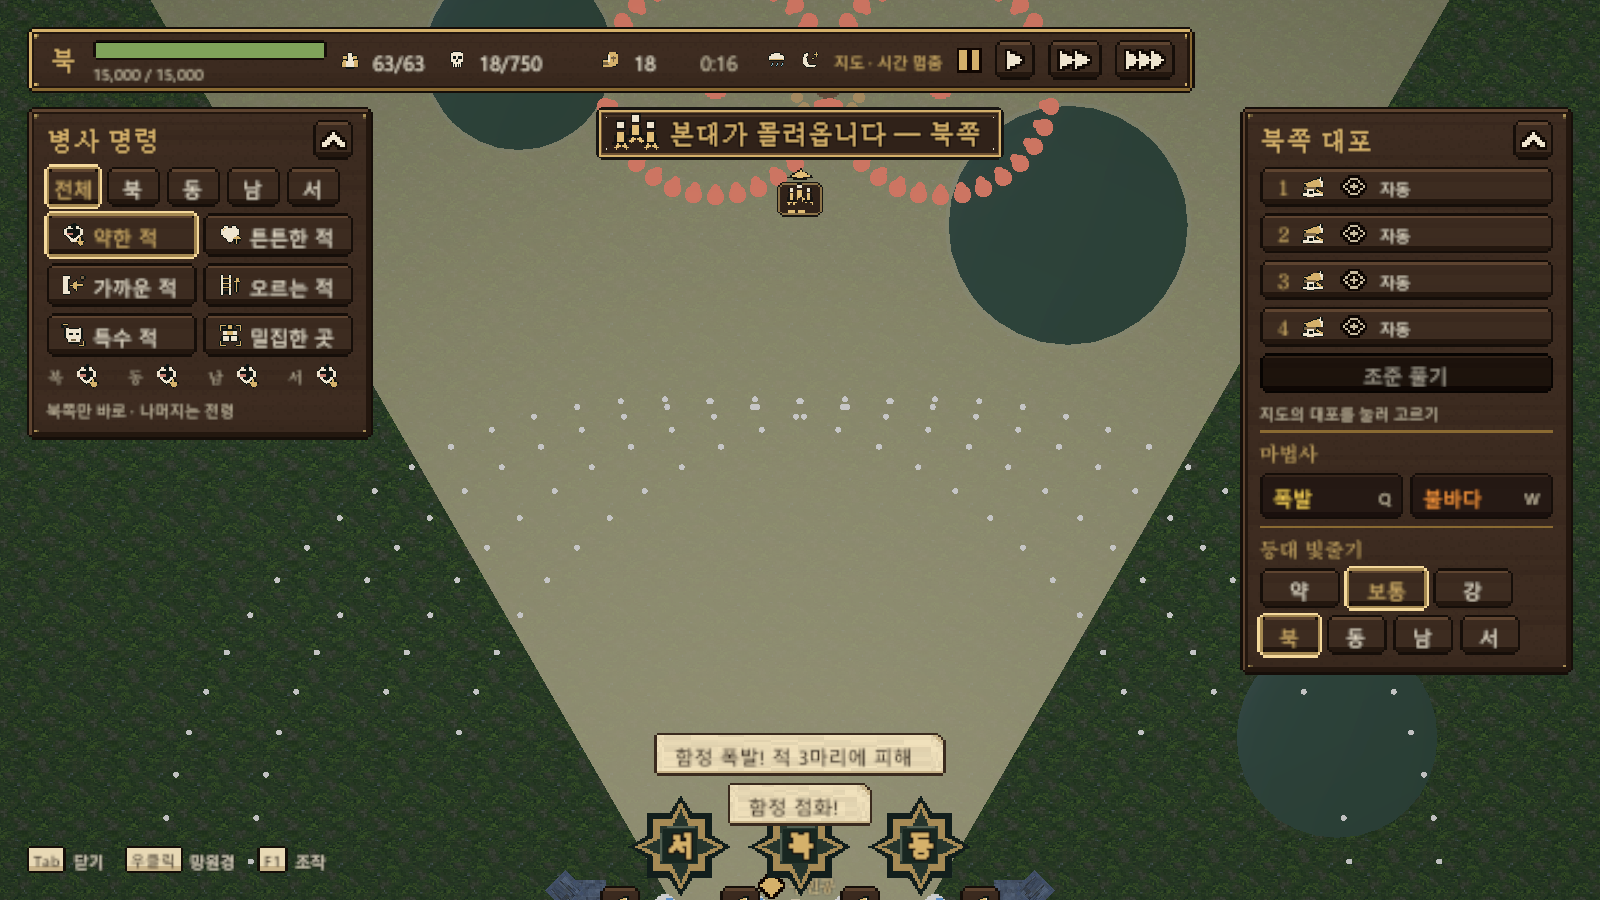 북
15,000 / 15,000
63/63
18/750
18
0:16
지도 · 시간 멈춤
병사 명령
전체 북 동 남 서
약한 적 튼튼한 적
가까운 적 오르는 적
특수 적 밀집한 곳
북 동 남 서
북쪽만 바로 · 나머지는 전령
본대가 몰려옵니다 — 북쪽
북쪽 대포
1 자동
2 자동
3 자동
4 자동
조준 풀기
지도의 대포를 눌러 고르기
마법사
폭발 Q 불바다 W
등대 빛줄기
약 보통 강
북 동 남 서
함정 폭발! 적 3마리에 피해
함정 점화!
서 북 동
Tab 닫기 우클릭 망원경 · F1 조작